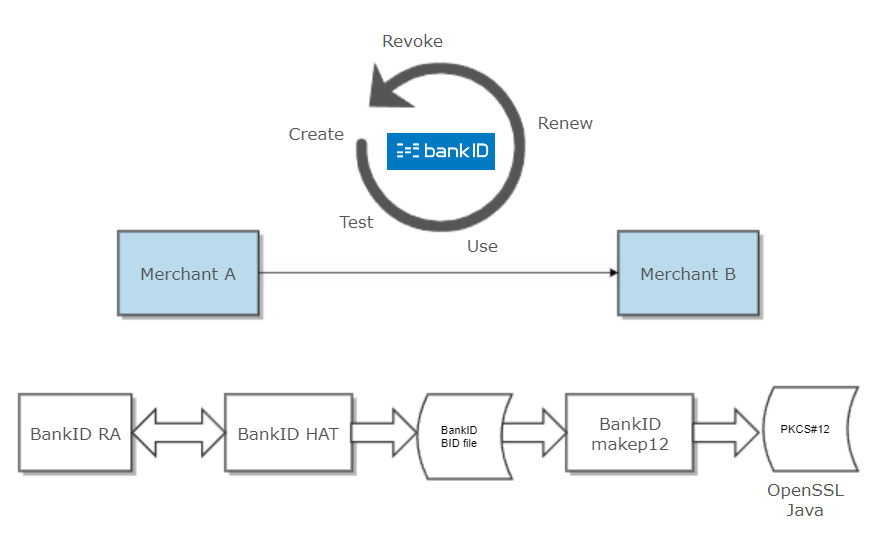 Revoke
Renew
Create
bankID
Test
Use
Merchant A
Merchant B
BankID RA
BankID HAT
BankID
BID file
BankID
makep12
PKCS#12
OpenSSL
Java